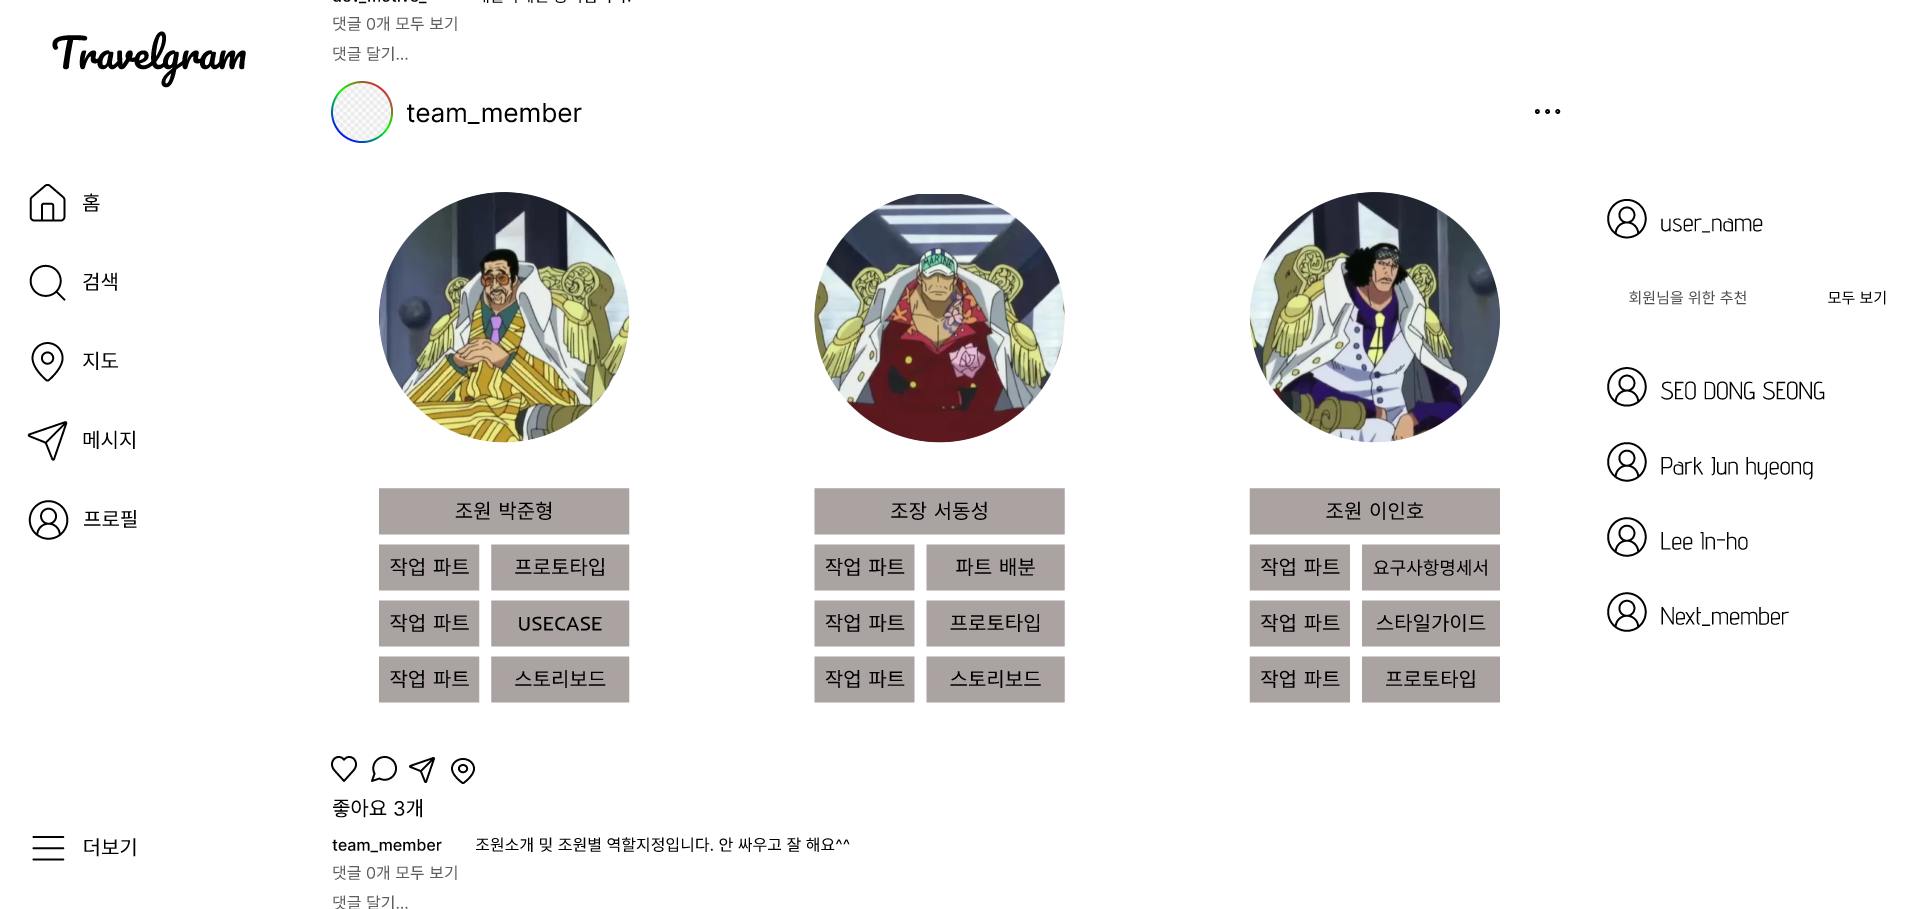 댓글 0개 모두 보기
댓글 달기...
Travelgram
team_member
홈
검색
지도
메시지
프로필
더보기
MARINE
조원 박준형
작업 파트 프로토타입
작업 파트 USECASE
작업 파트 스토리보드
조장 서동성
작업 파트 파트 배분
작업 파트 프로토타입
작업 파트 스토리보드
조원 이인호
작업 파트 요구사항명세서
작업 파트 스타일가이드
작업 파트 프로토타입
좋아요 3개
team_member 조원소개 및 조원별 역할지정입니다. 안 싸우고 잘 해요^^
댓글 0개 모두 보기
댓글 달기...
user_name
회원님을 위한 추천 모두 보기
SEO DONG SEONG
Park Jun hyeong
Lee In-ho
Next_member